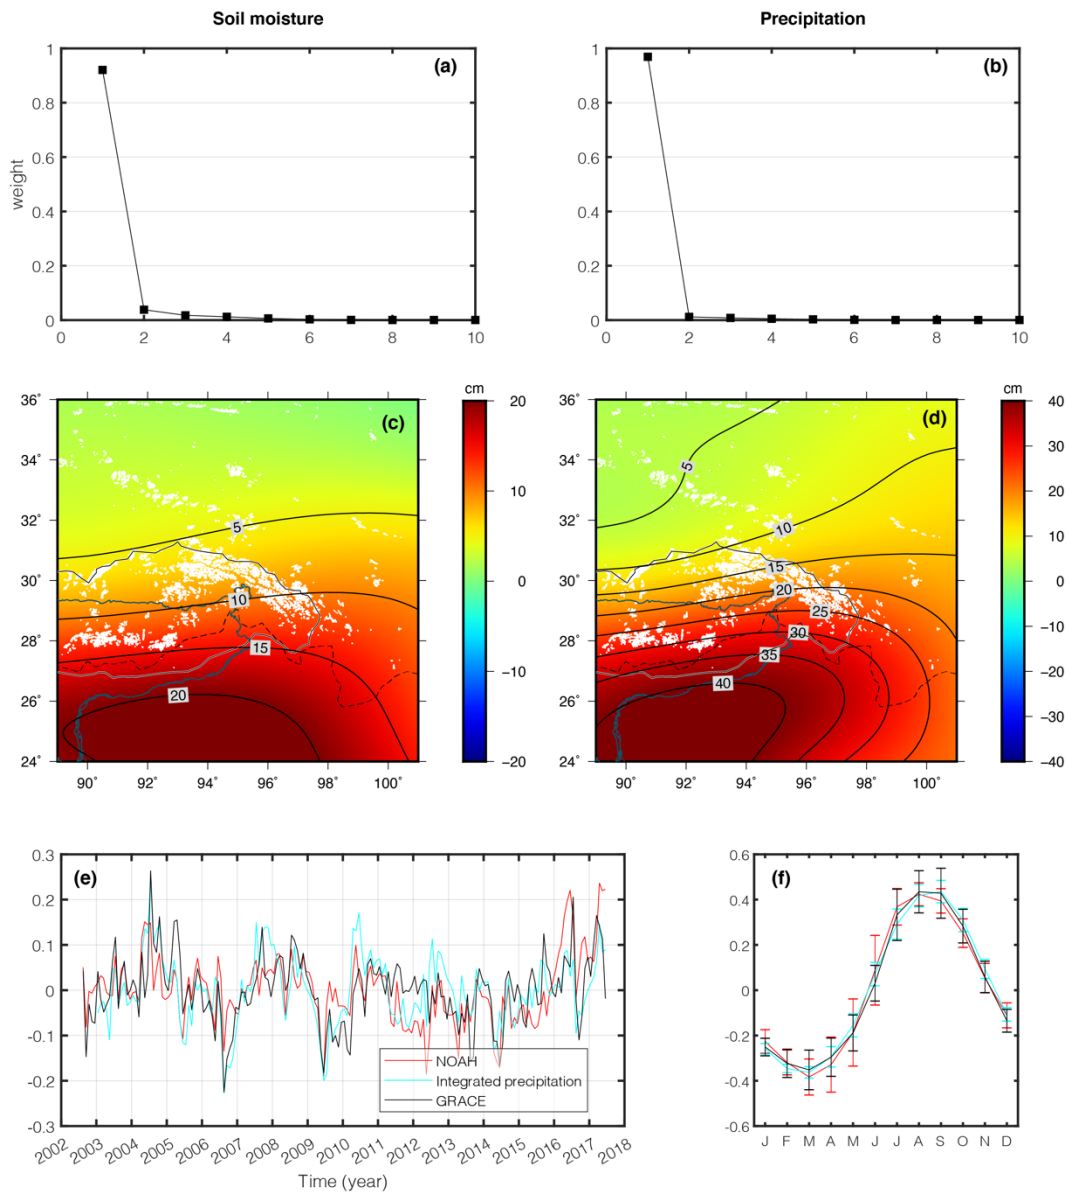 Soil moisture Precipitation
1 (a) 1 (b)
0.8 0.8
0.6 0.6
weight
0.4 0.4
0.2 0.2
0 0
0 2 4 6 8 10 0 2 4 6 8 10
cm cm
36° (c) 20 36° (d) 40
34° 5 30
34°
32° 5 10 32° 10 20
15 10
30° 10 0 30° 20 0
25
28° 15 -10 28° 30 -10
35 -20
26° 20 26° 40 -30
24° -20 24° -40
90° 92° 94° 96° 98° 100° 90° 92° 94° 96° 98° 100°
0.3 (e) 0.6 (f)
0.2 0.4
0.1 0.2
0 0
-0.1 -0.2
NOAH
Integrated precipitation
GRACE
-0.2 -0.4
-0.3 -0.6
2002 2003 2004 2005 2006 2007 2008 2009 2010 2011 2012 2013 2014 2015 2016 2017 2018 J F M A M J J A S O N D
Time (year)